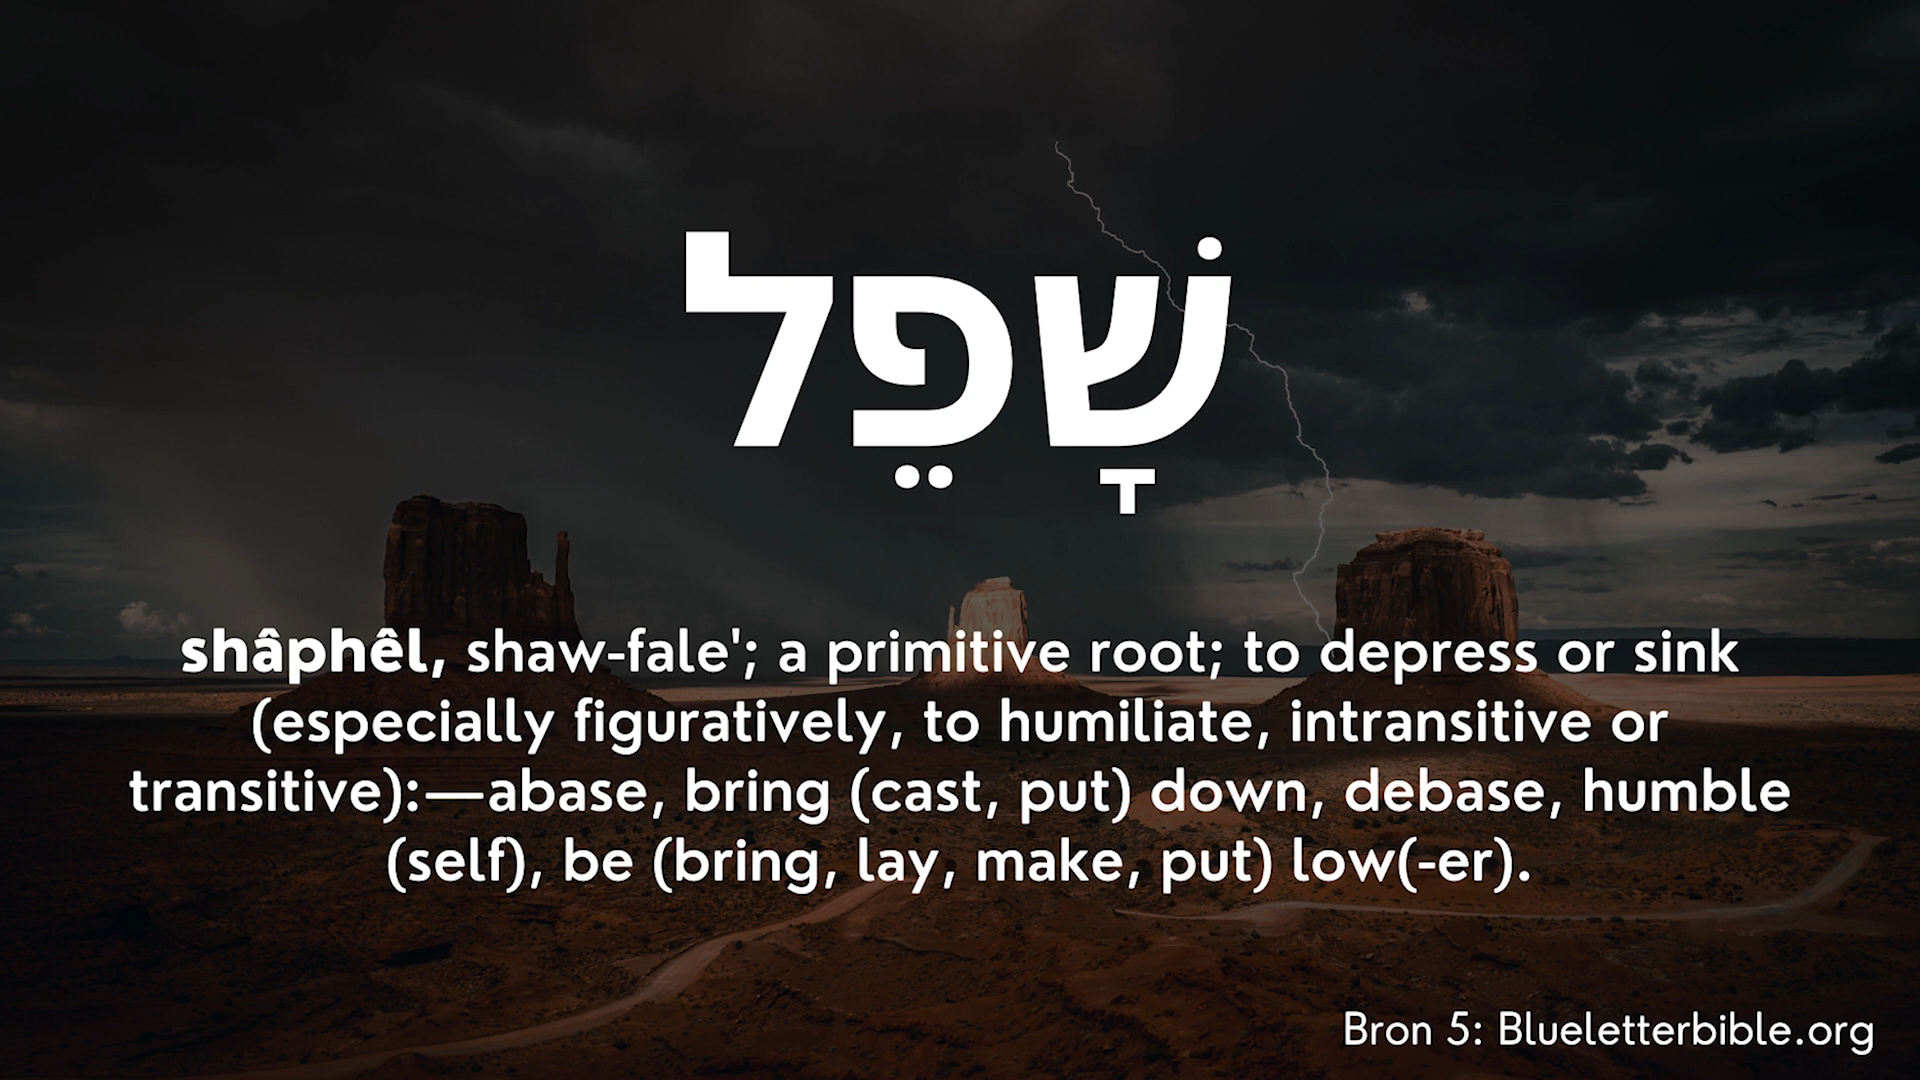 שָׁפֵל
shâphêl, shaw-fale'; a primitive root; to depress or sink
(especially figuratively, to humiliate, intransitive or
transitive):—abase, bring (cast, put) down, debase, humble
(self), be (bring, lay, make, put) low(-er).
Bron 5: Blueletterbible.org